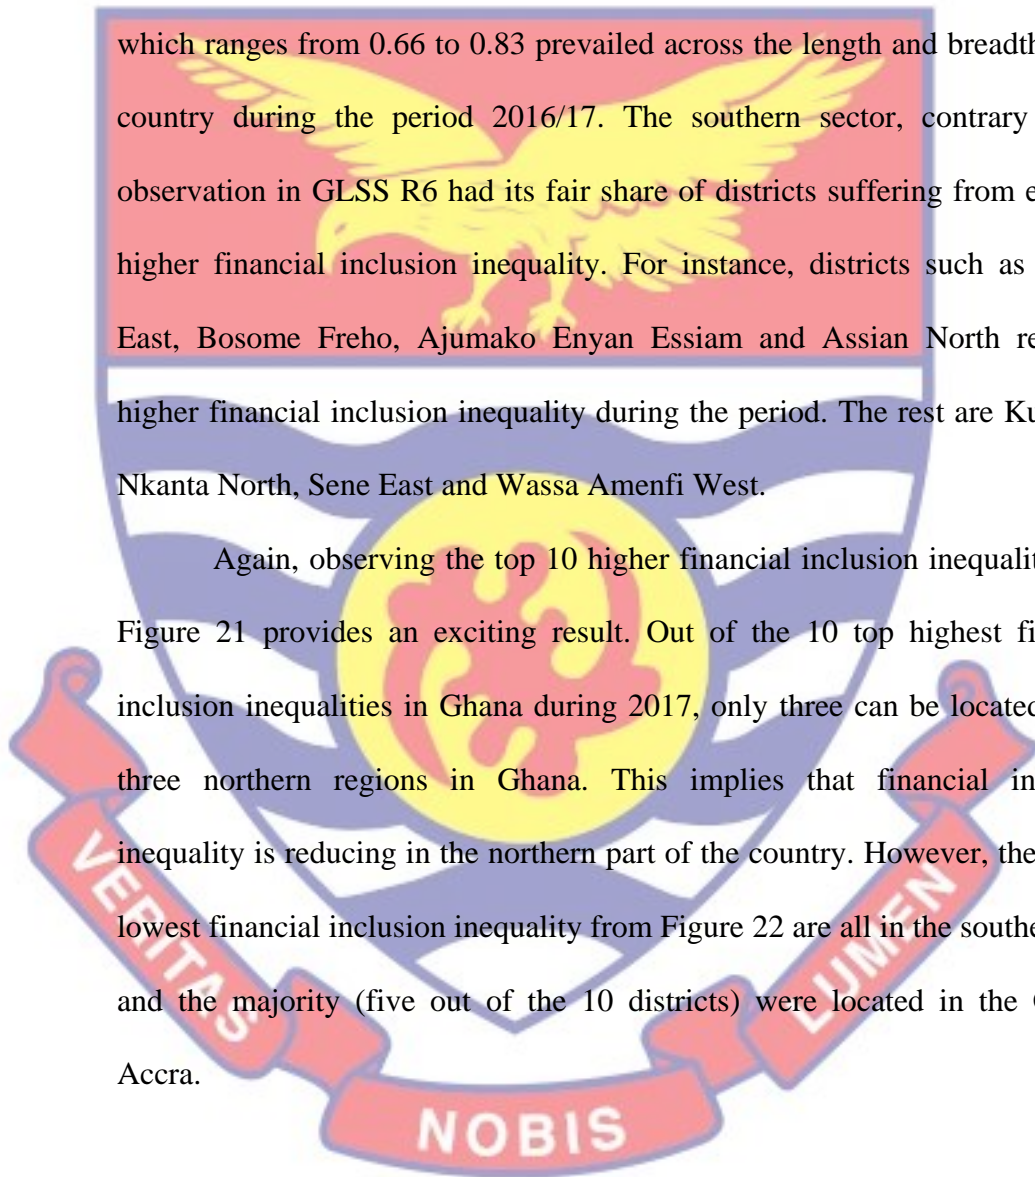 which ranges from 0.66 to 0.83 prevailed across the length and breadth
country during the period 2016/17. The southern sector, contrary
observation in GLSS R6 had its fair share of districts suffering from
higher financial inclusion inequality. For instance, districts such as
East, Bosome Freho, Ajumako Enyan Essiam and Assian North
higher financial inclusion inequality during the period. The rest are
Nkanta North, Sene East and Wassa Amenfi West.
Again, observing the top 10 higher financial inclusion
Figure 21 provides an exciting result. Out of the 10 top highest
inclusion inequalities in Ghana during 2017, only three can be located
three northern regions in Ghana. This implies that financial
inequality is reducing in the northern part of the country. However, the
lowest financial inclusion inequality from Figure 22 are all in the
and the majority (five out of the 10 districts) were located in the
Accra.
VERITAS
NOBIS
LUMEN